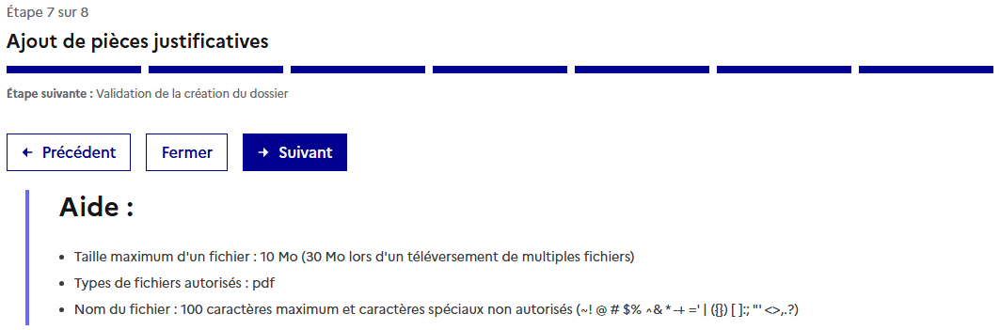 Étape 7 sur 8
Ajout de pièces justificatives
Étape suivante : Validation de la création du dossier
Précédent
Fermer
Suivant
Aide :
Taille maximum d'un fichier : 10 Mo (30 Mo lors d'un téléversement de multiples fichiers)
Types de fichiers autorisés : pdf
Nom du fichier : 100 caractères maximum et caractères spéciaux non autorisés (~! @ # $% ^& * -+ =' | ({}) [ ]:; "' <>,.?)